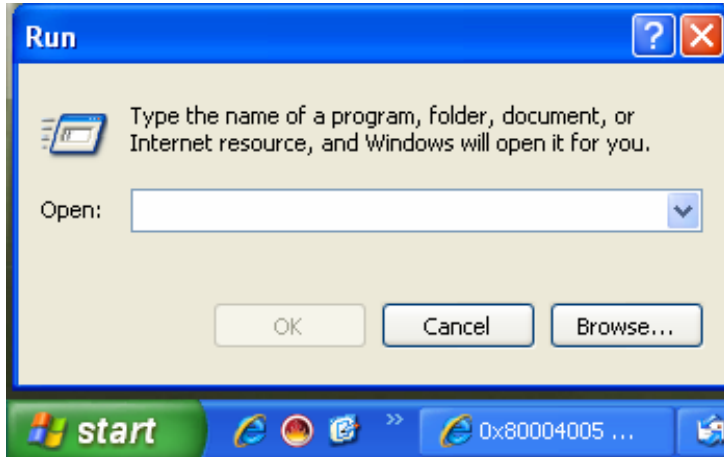 Run
Type the name of a program, folder, document, or
Internet resource, and Windows will open it for you.
Open:
OK
Cancel
Browse...
start
0x80004005 ...